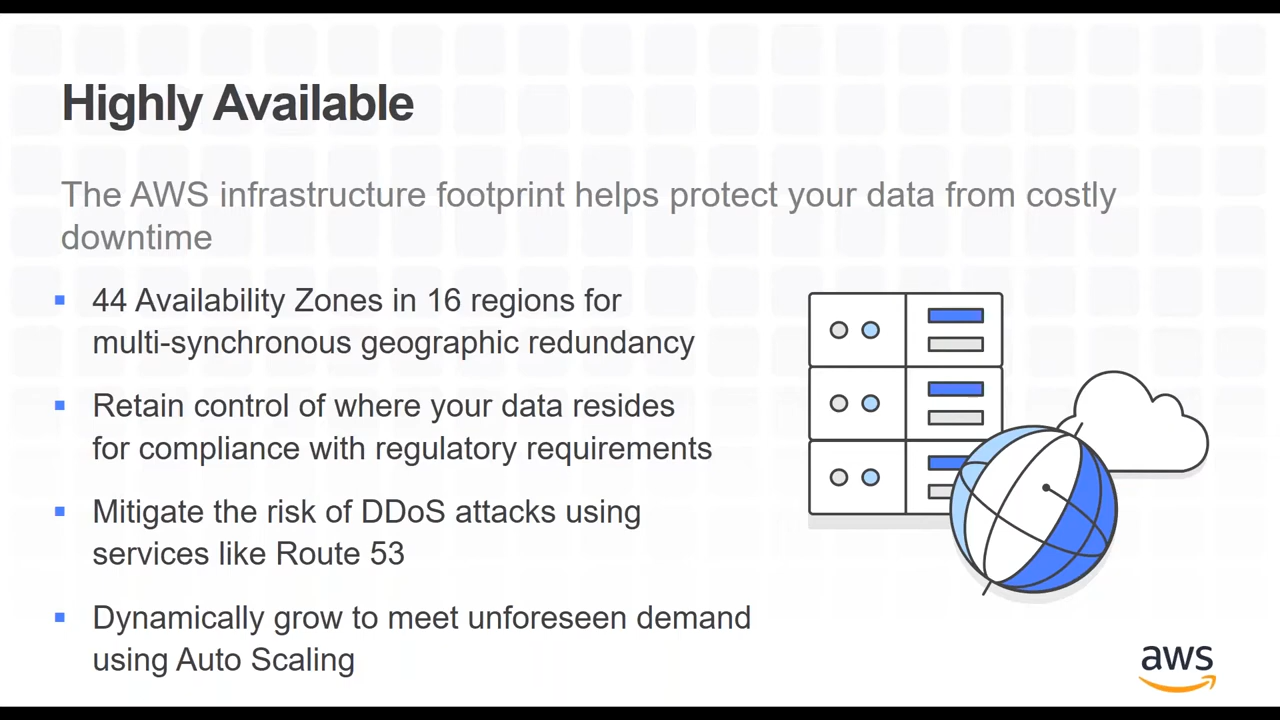 Highly Available
The AWS infrastructure footprint helps protect your data from costly
downtime
▪ 44 Availability Zones in 16 regions for
multi-synchronous geographic redundancy
▪ Retain control of where your data resides
for compliance with regulatory requirements
▪ Mitigate the risk of DDoS attacks using
services like Route 53
▪ Dynamically grow to meet unforeseen demand
using Auto Scaling
aws